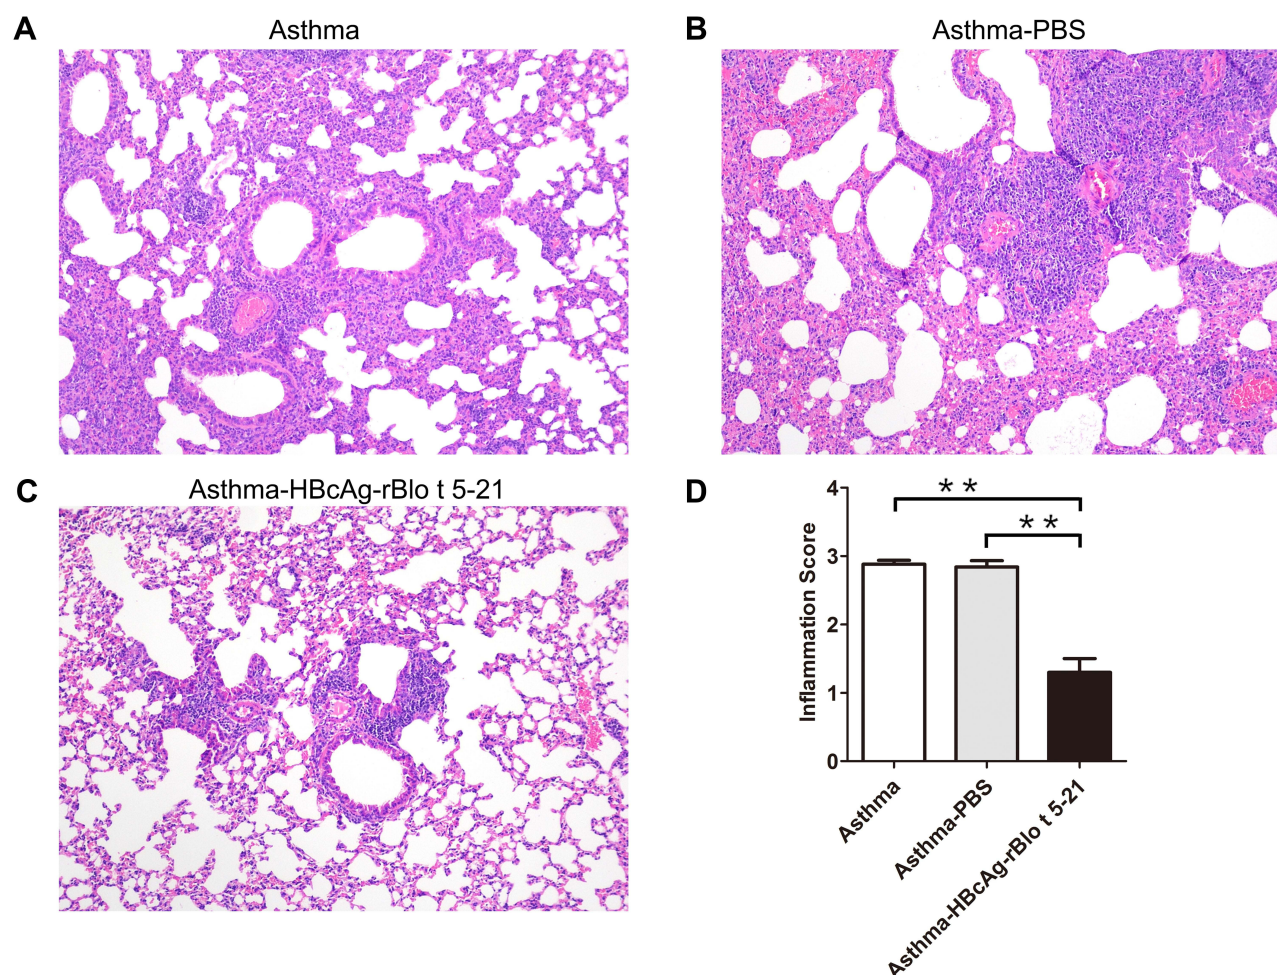 A
Asthma
B
Asthma-PBS
C
Asthma-HBcAg-rBlo t 5-21
D
Inflammation Score
4
3
2
1
0
* *
* *
Asthma
Asthma-PBS
Asthma-HBcAg-rBlo t 5-21